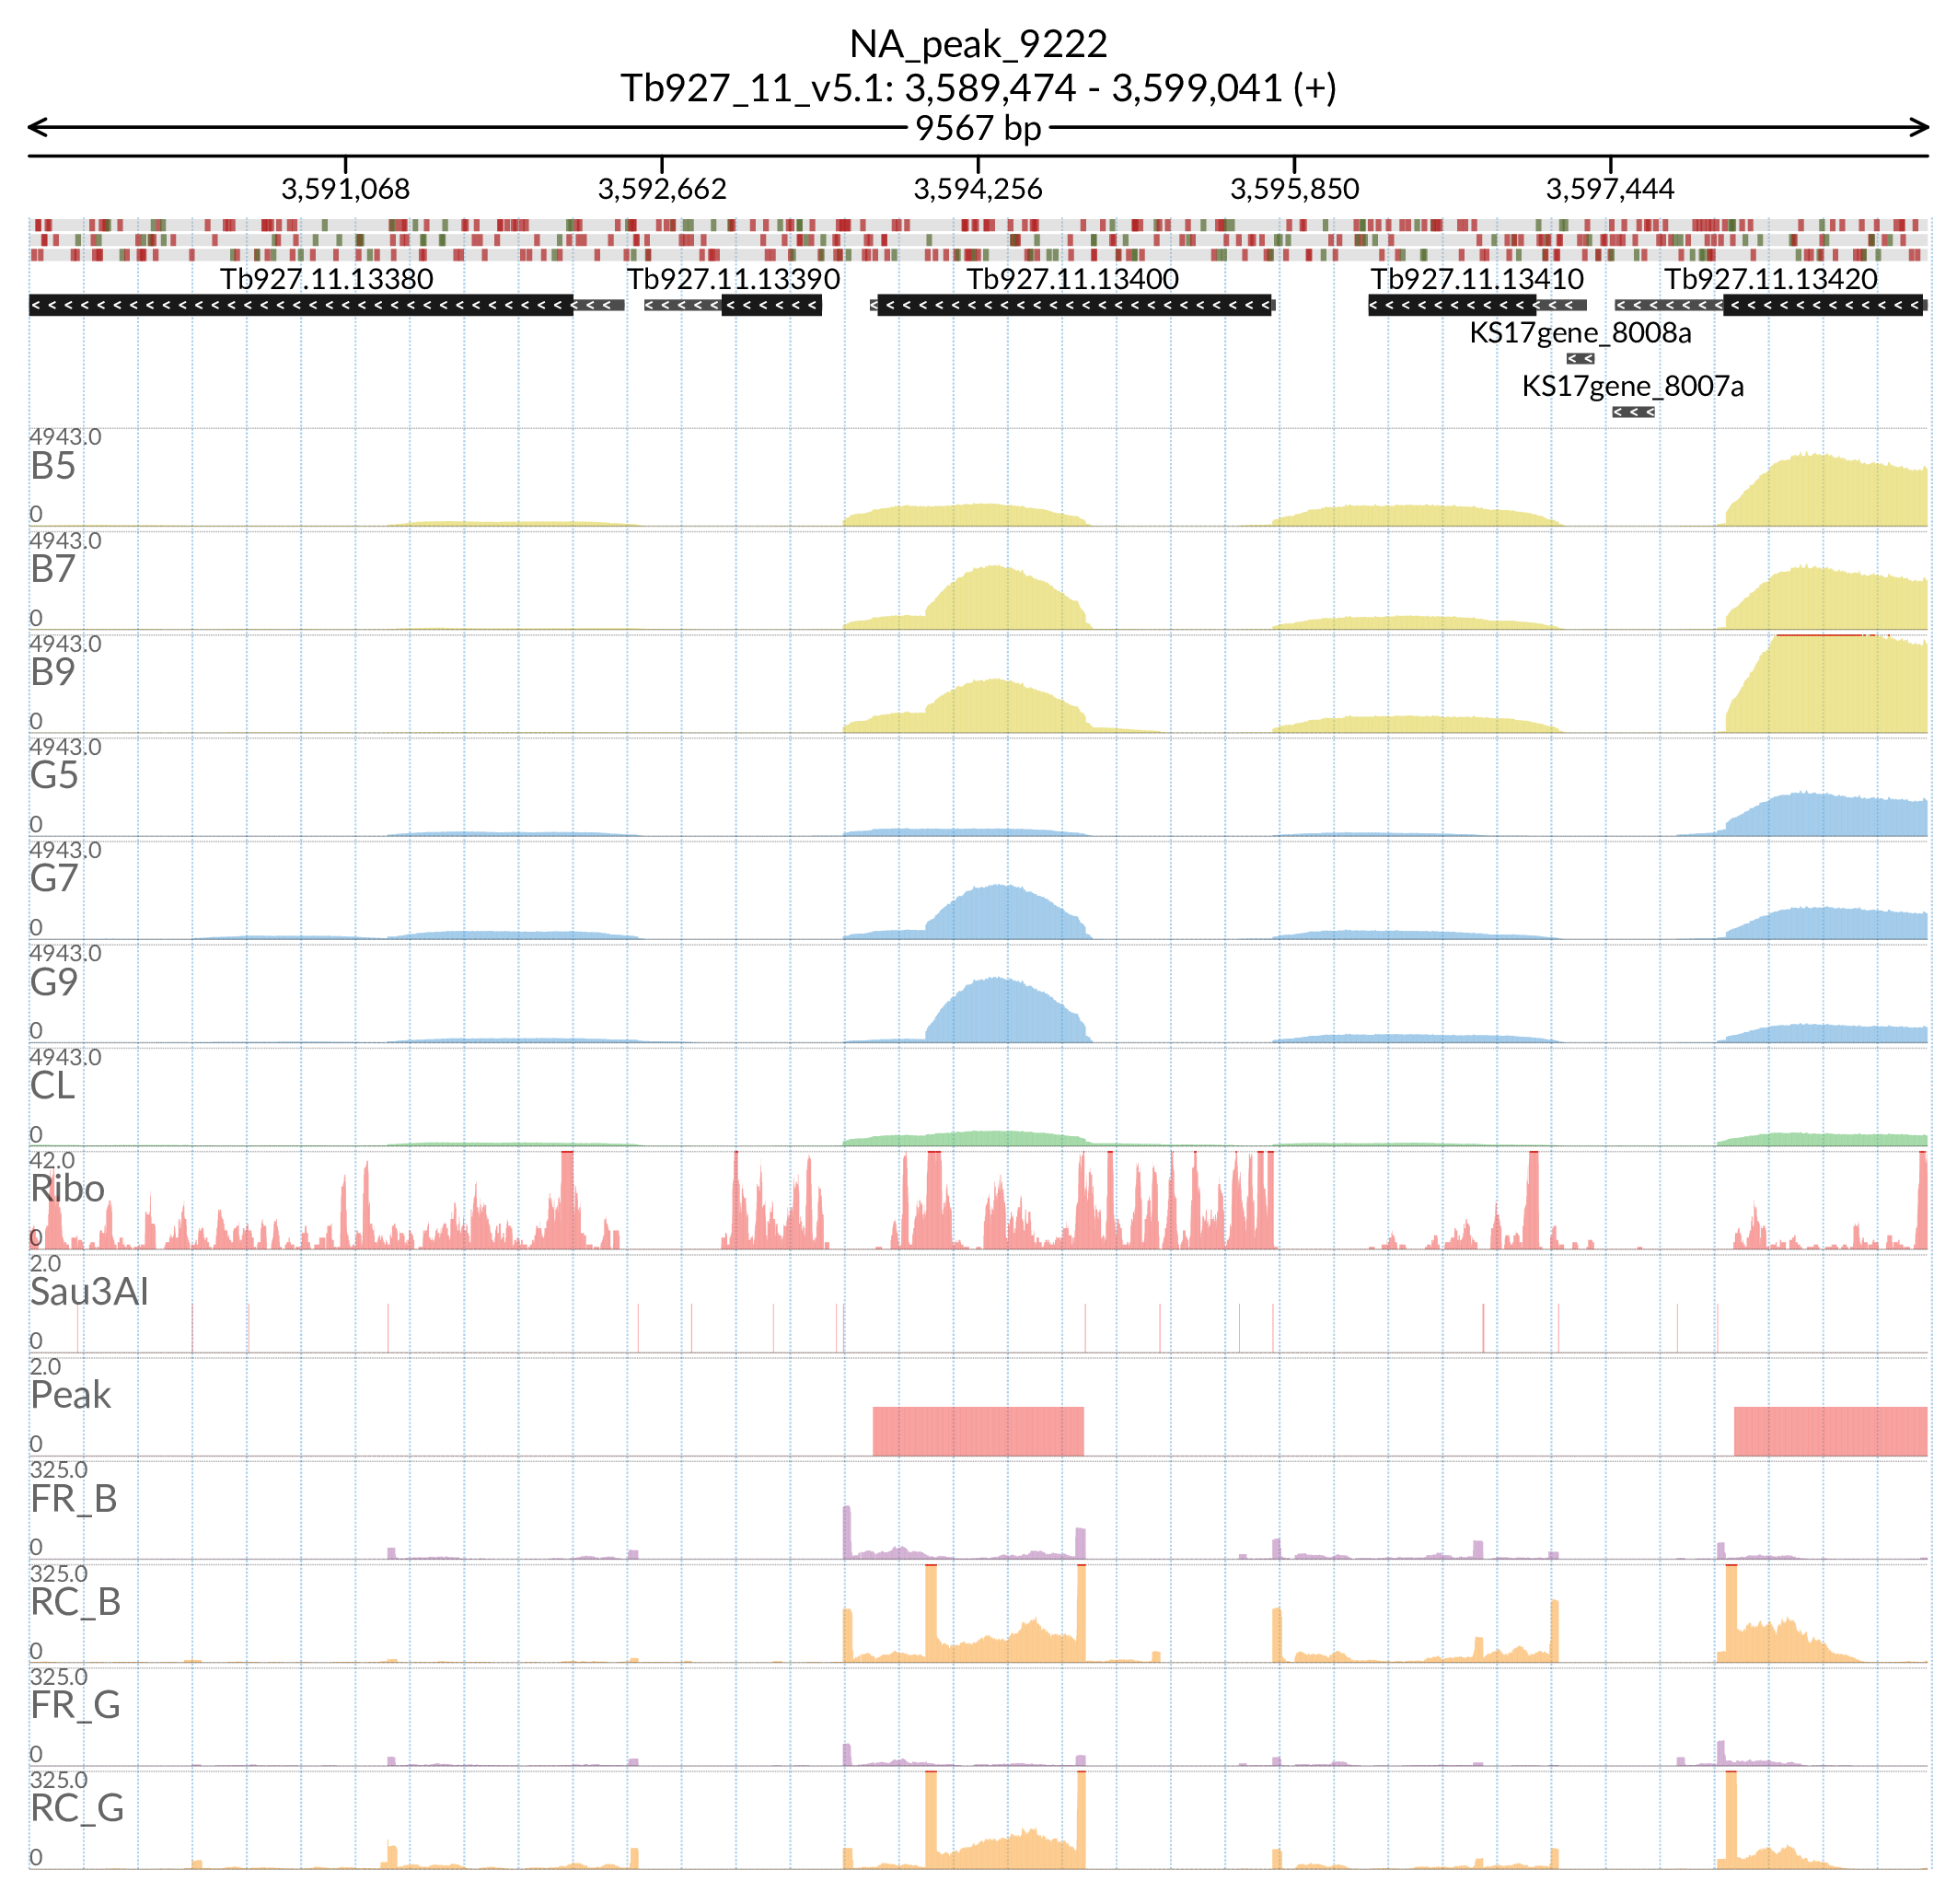 NA_peak_9222
Tb927_11_v5.1: 3,589,474 - 3,599,041 (+)
9567 bp
3,591,068 3,592,662 3,594,256 3,595,850 3,597,444
Tb927.11.13380 Tb927.11.13390 Tb927.11.13400 Tb927.11.13410 Tb927.11.13420
KS17gene_8008a
KS17gene_8007a
4943.0
B5
0
4943.0
B7
0
4943.0
B9
0
4943.0
G5
0
4943.0
G7
0
4943.0
G9
0
4943.0
CL
0
42.0
Ribo
0
2.0
Sau3AI
0
2.0
Peak
0
325.0
FR_B
0
325.0
RC_B
0
325.0
FR_G
0
325.0
RC_G
0